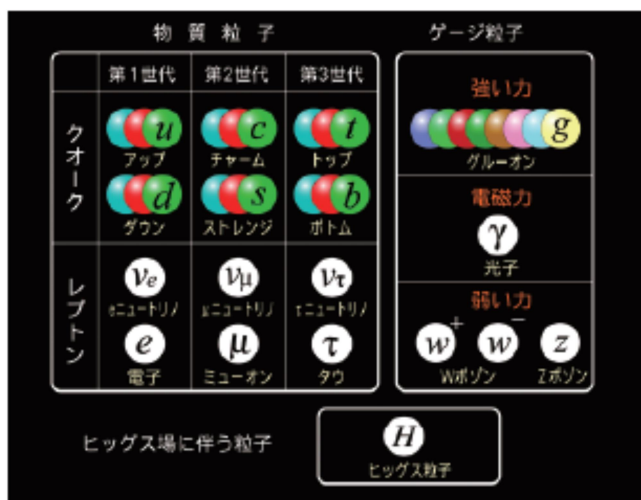 物質粒子
ゲージ粒子
第1世代
第2世代
第3世代
クォーク
u
c
t
アップ
チャーム
トップ
d
s
b
ダウン
ストレンジ
ボトム
レプトン
νe
νμ
ντ
eニュートリノ
μニュートリノ
τニュートリノ
e
μ
τ
電子
ミューオン
タウ
強い力
g
グルーオン
電磁力
γ
光子
弱い力
w+
w−
z
Wボソン
Zボソン
ヒッグス場に伴う粒子
H
ヒッグス粒子